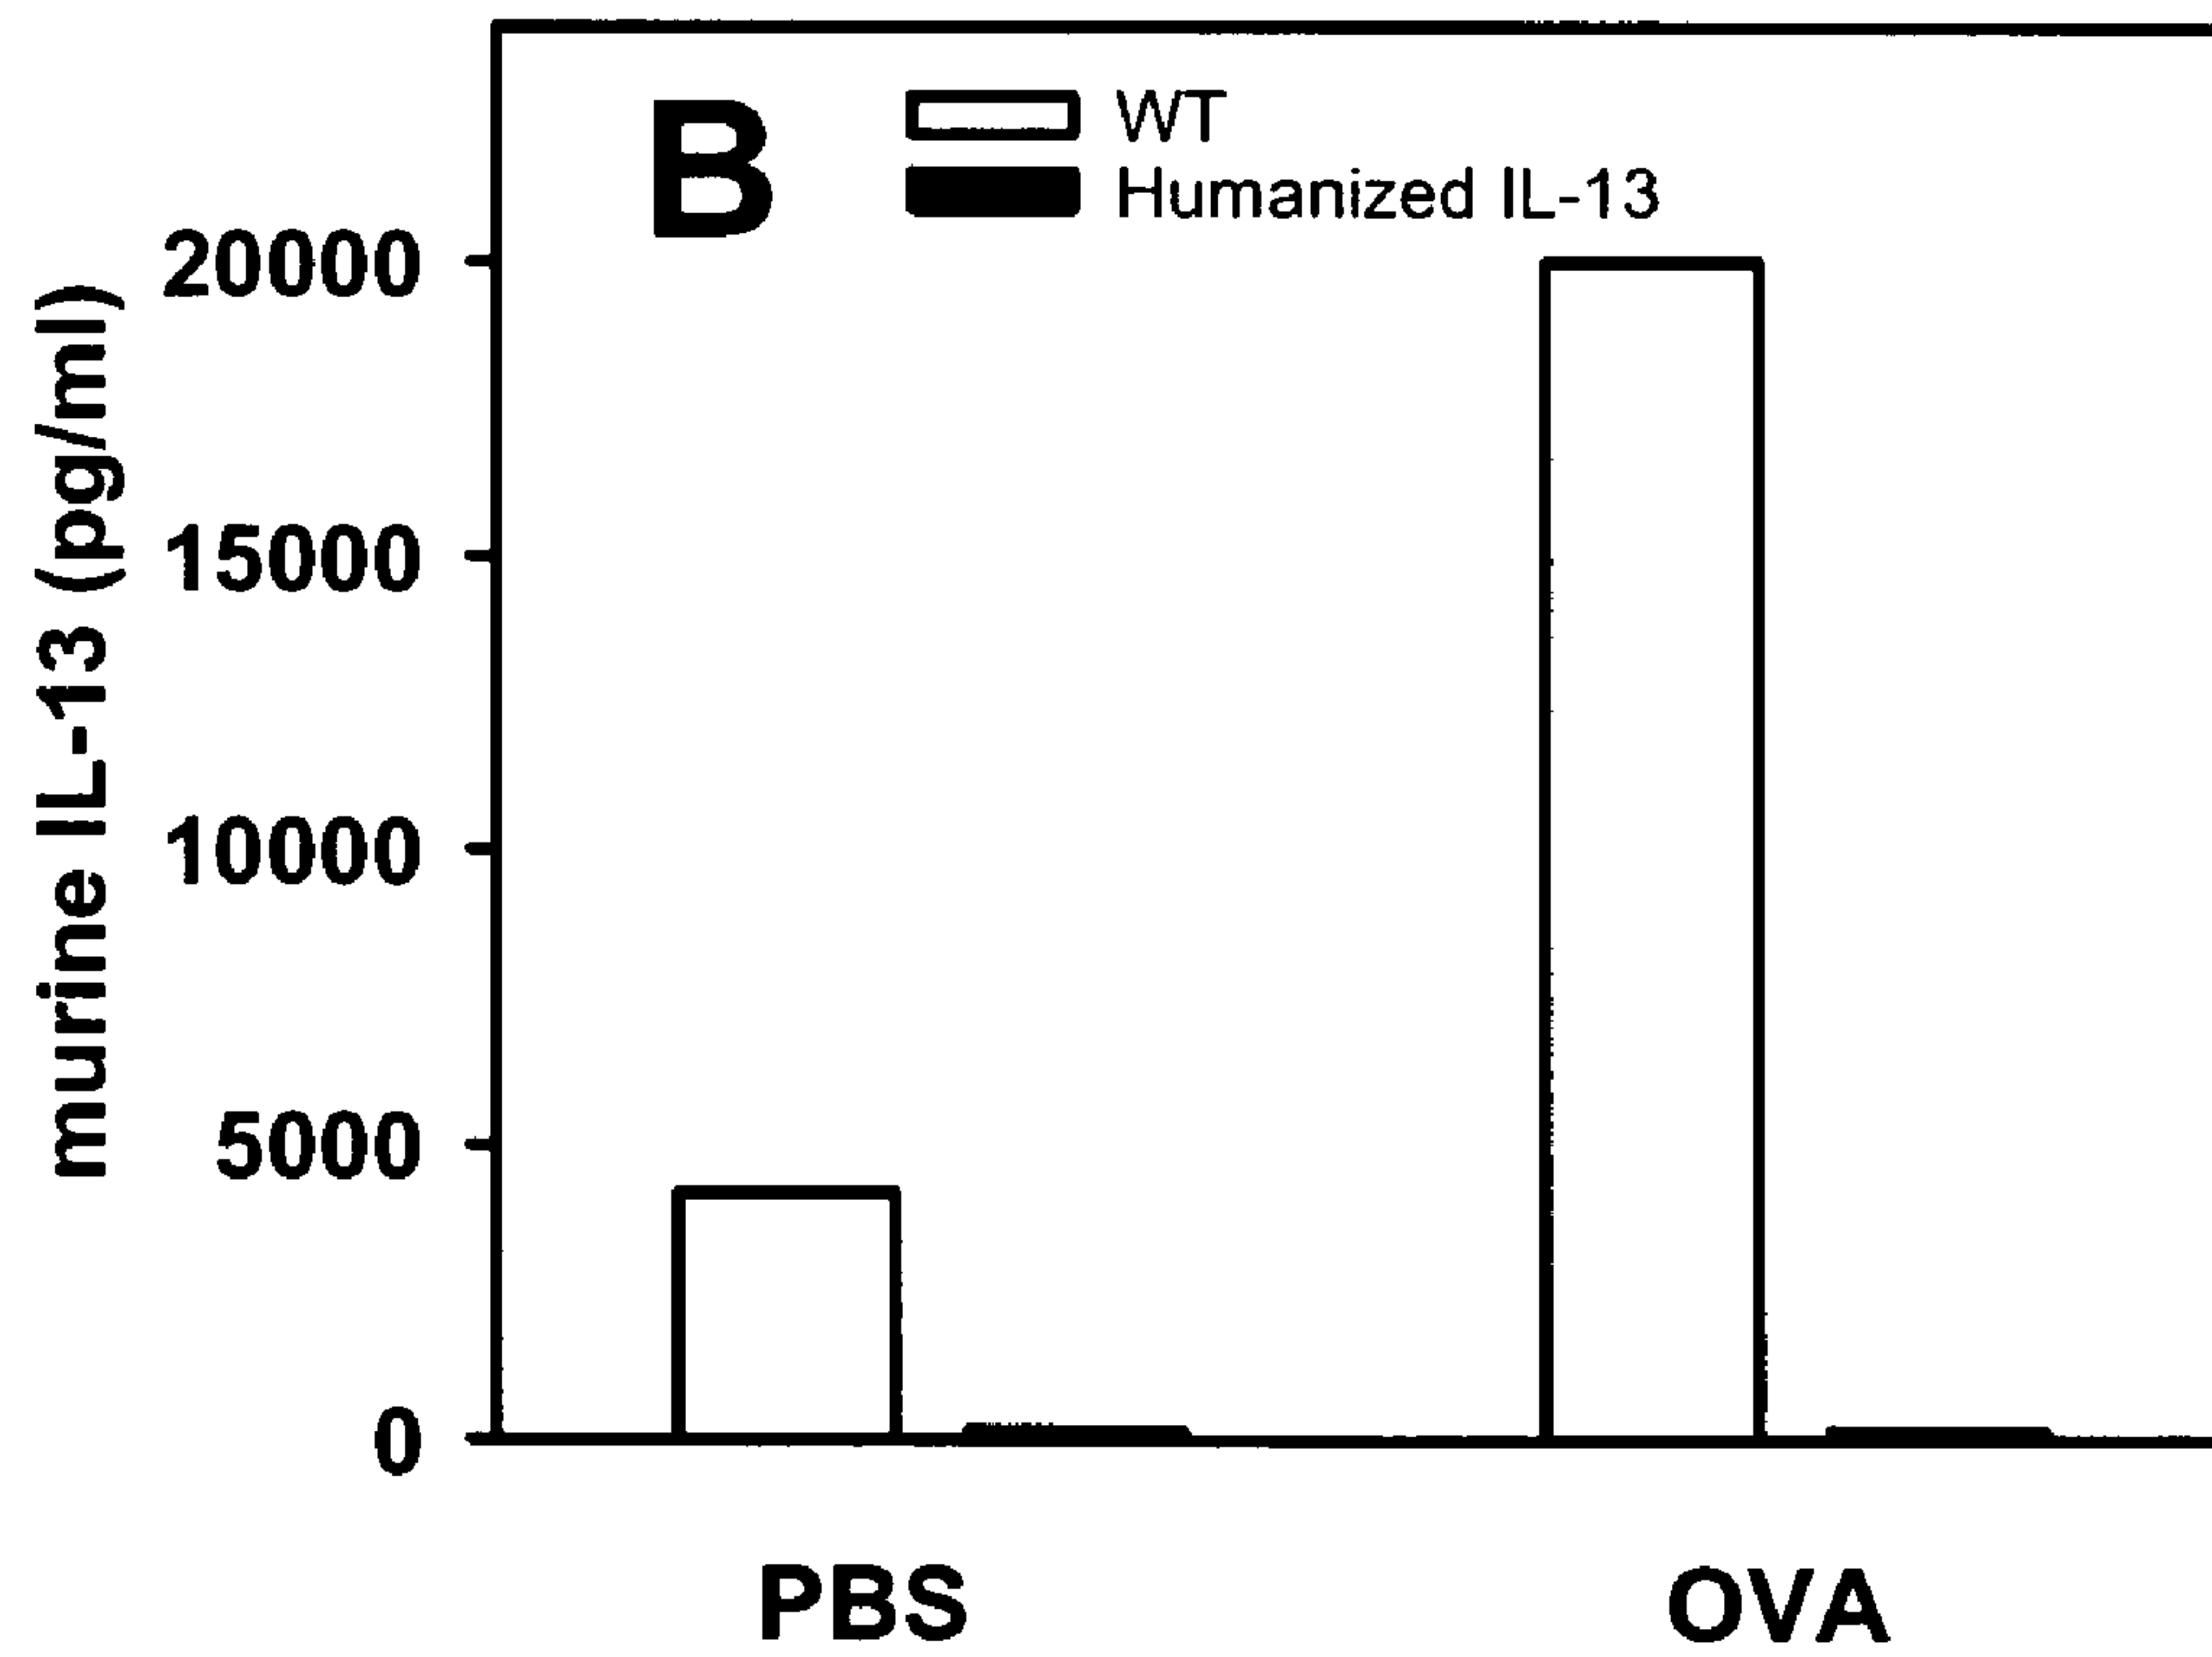 B
WT
Humanized IL-13
murine IL-13 (pg/ml)
20000
15000
10000
5000
0
PBS
OVA